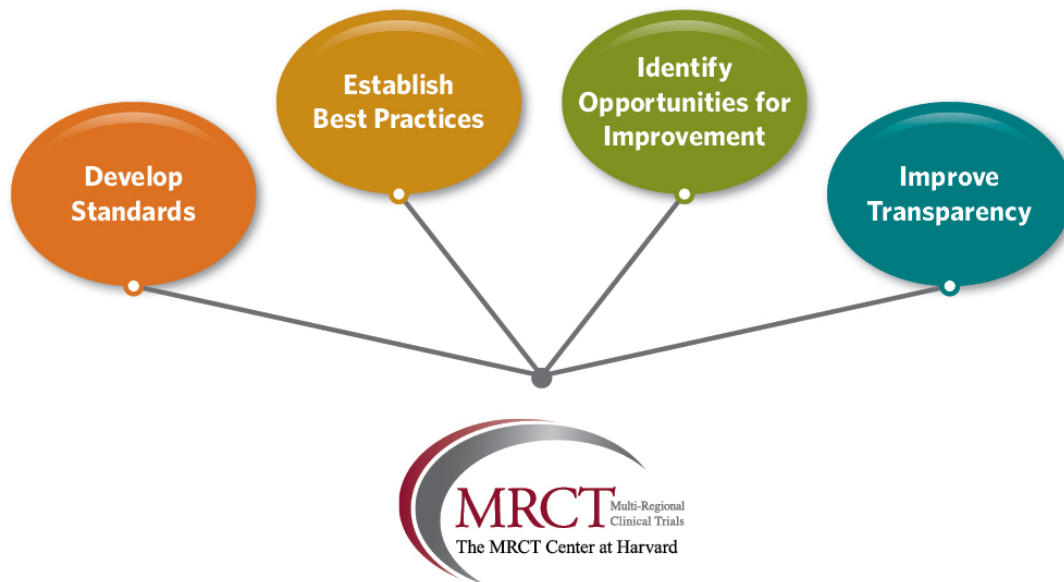 Develop
Standards
Establish
Best Practices
Identify
Opportunities for
Improvement
Improve
Transparency
MRCT
Multi-Regional
Clinical Trials
The MRCT Center at Harvard